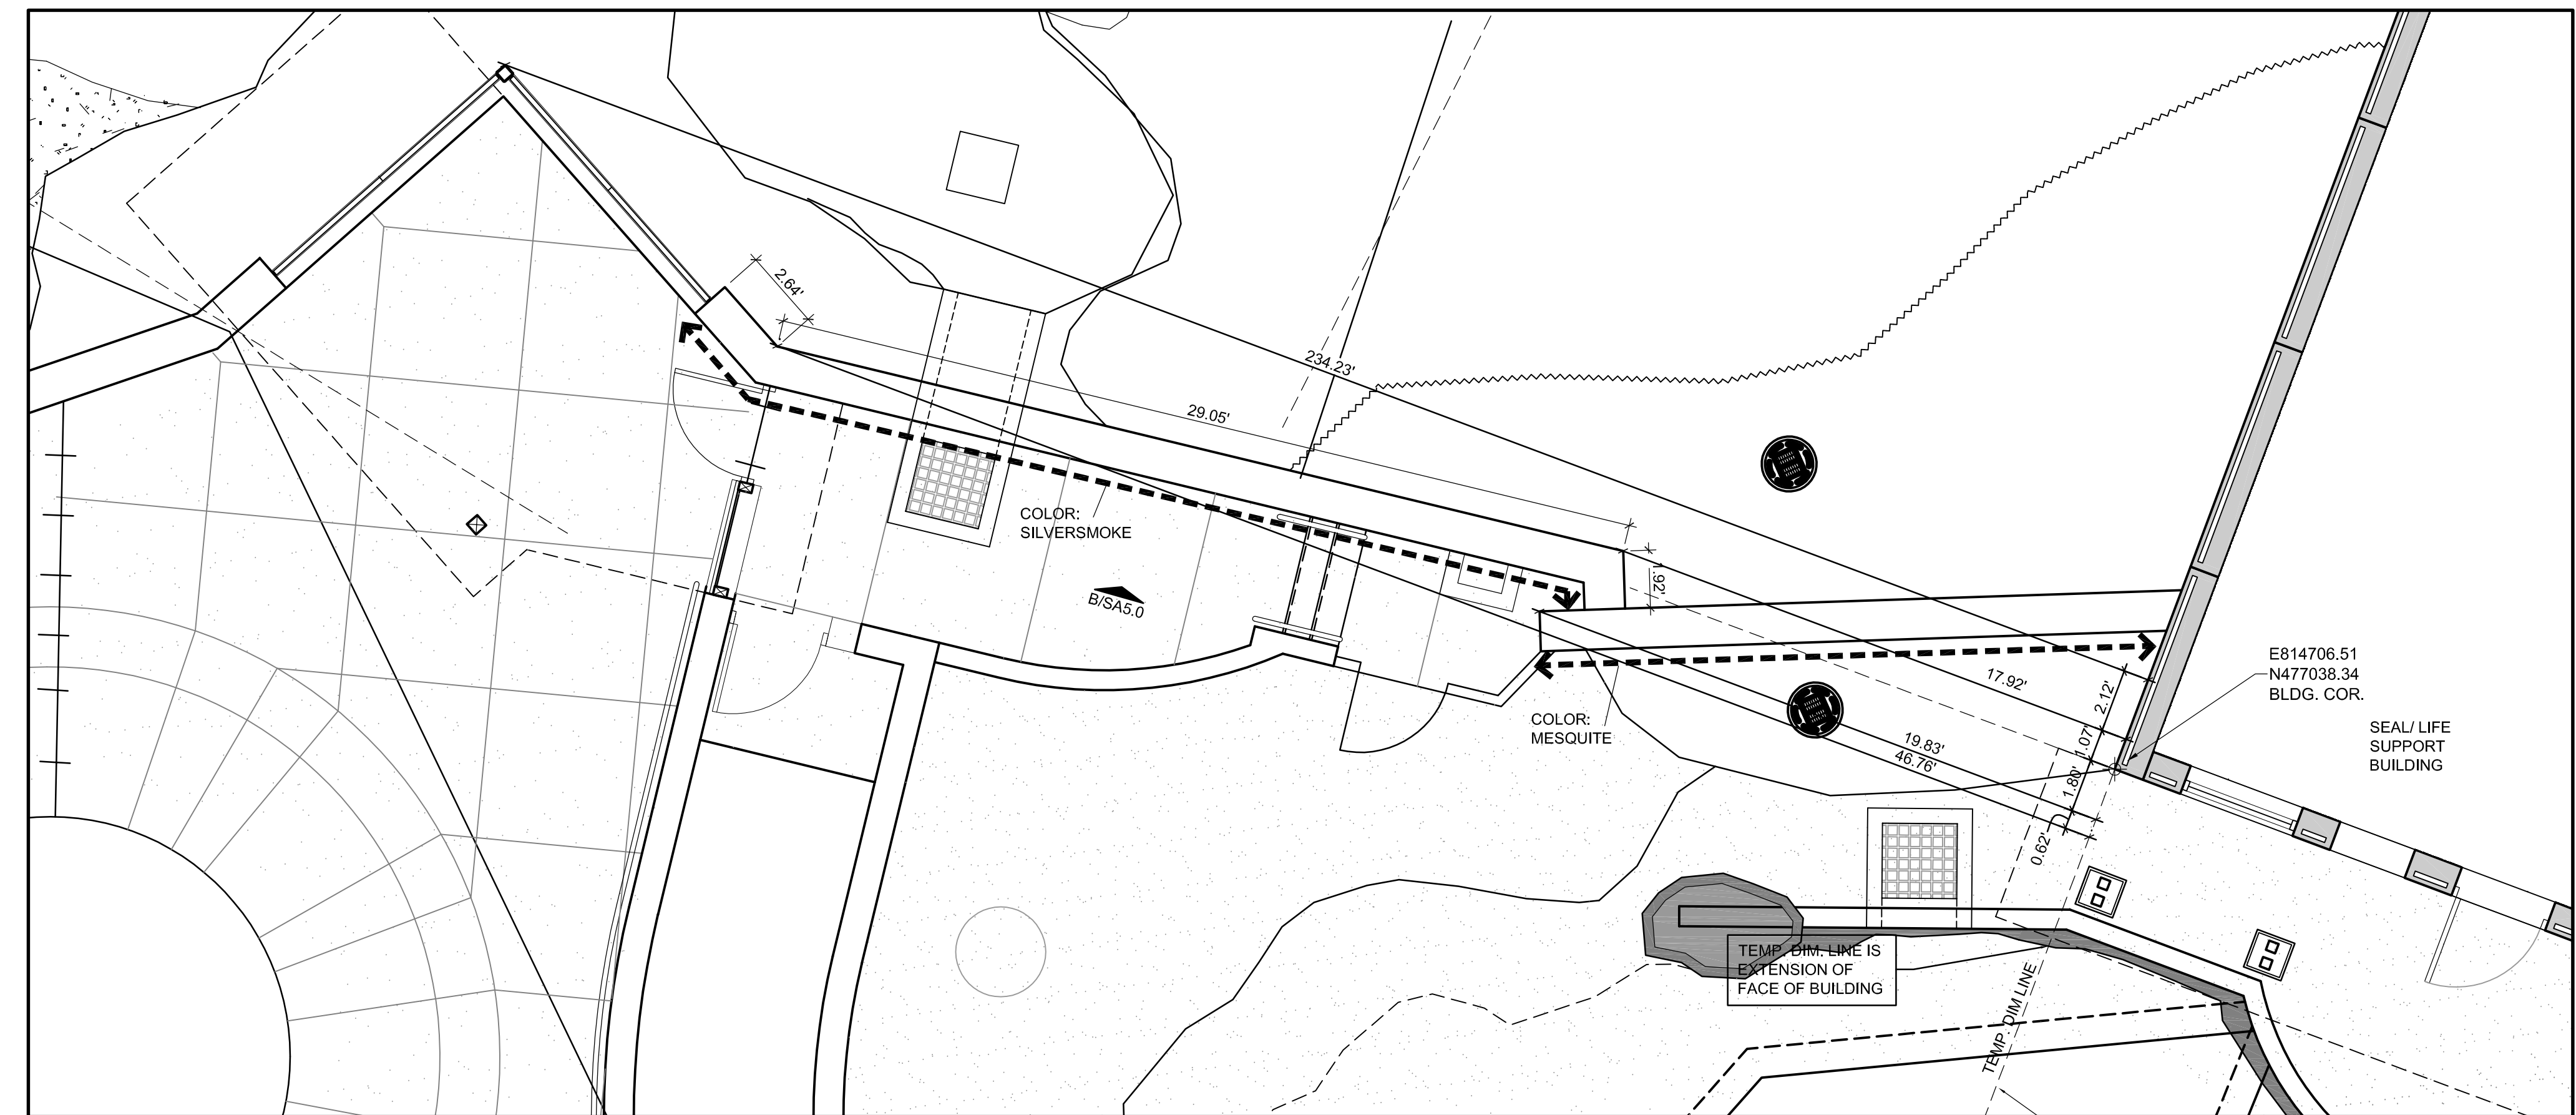 2.64'
234.23'
29.05'
COLOR:
SILVERSMOKE
1.92'
B/SA5.0
E814706.51
N477038.34
BLDG. COR.
17.92'
2.12'
COLOR:
MESQUITE
SEAL/ LIFE
SUPPORT
BUILDING
19.83'
46.76'
1.07'
1.80'
0.62'
TEMP. DIM. LINE IS
EXTENSION OF
FACE OF BUILDING
TEMP. DIM LINE